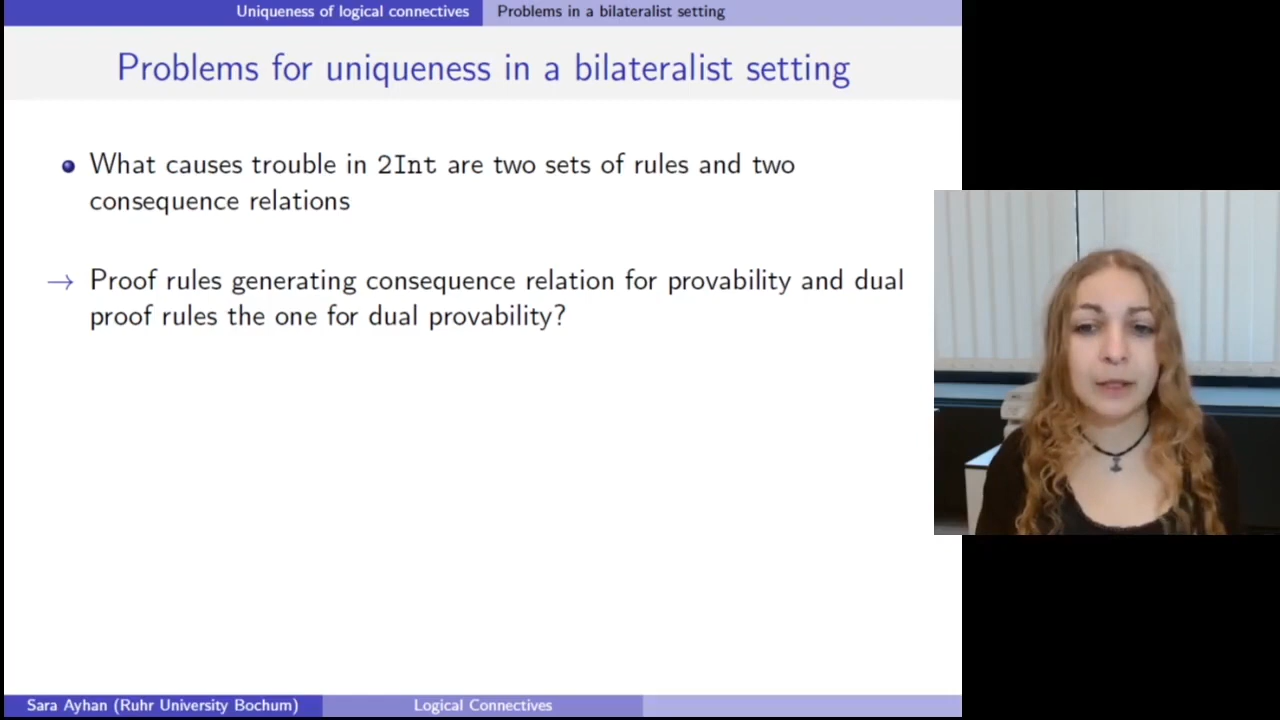 Uniqueness of logical connectives Problems in a bilateralist setting
Problems for uniqueness in a bilateralist setting
What causes trouble in 2Int are two sets of rules and two
consequence relations
→ Proof rules generating consequence relation for provability and dual
proof rules the one for dual provability?
Sara Ayhan (Ruhr University Bochum) Logical Connectives